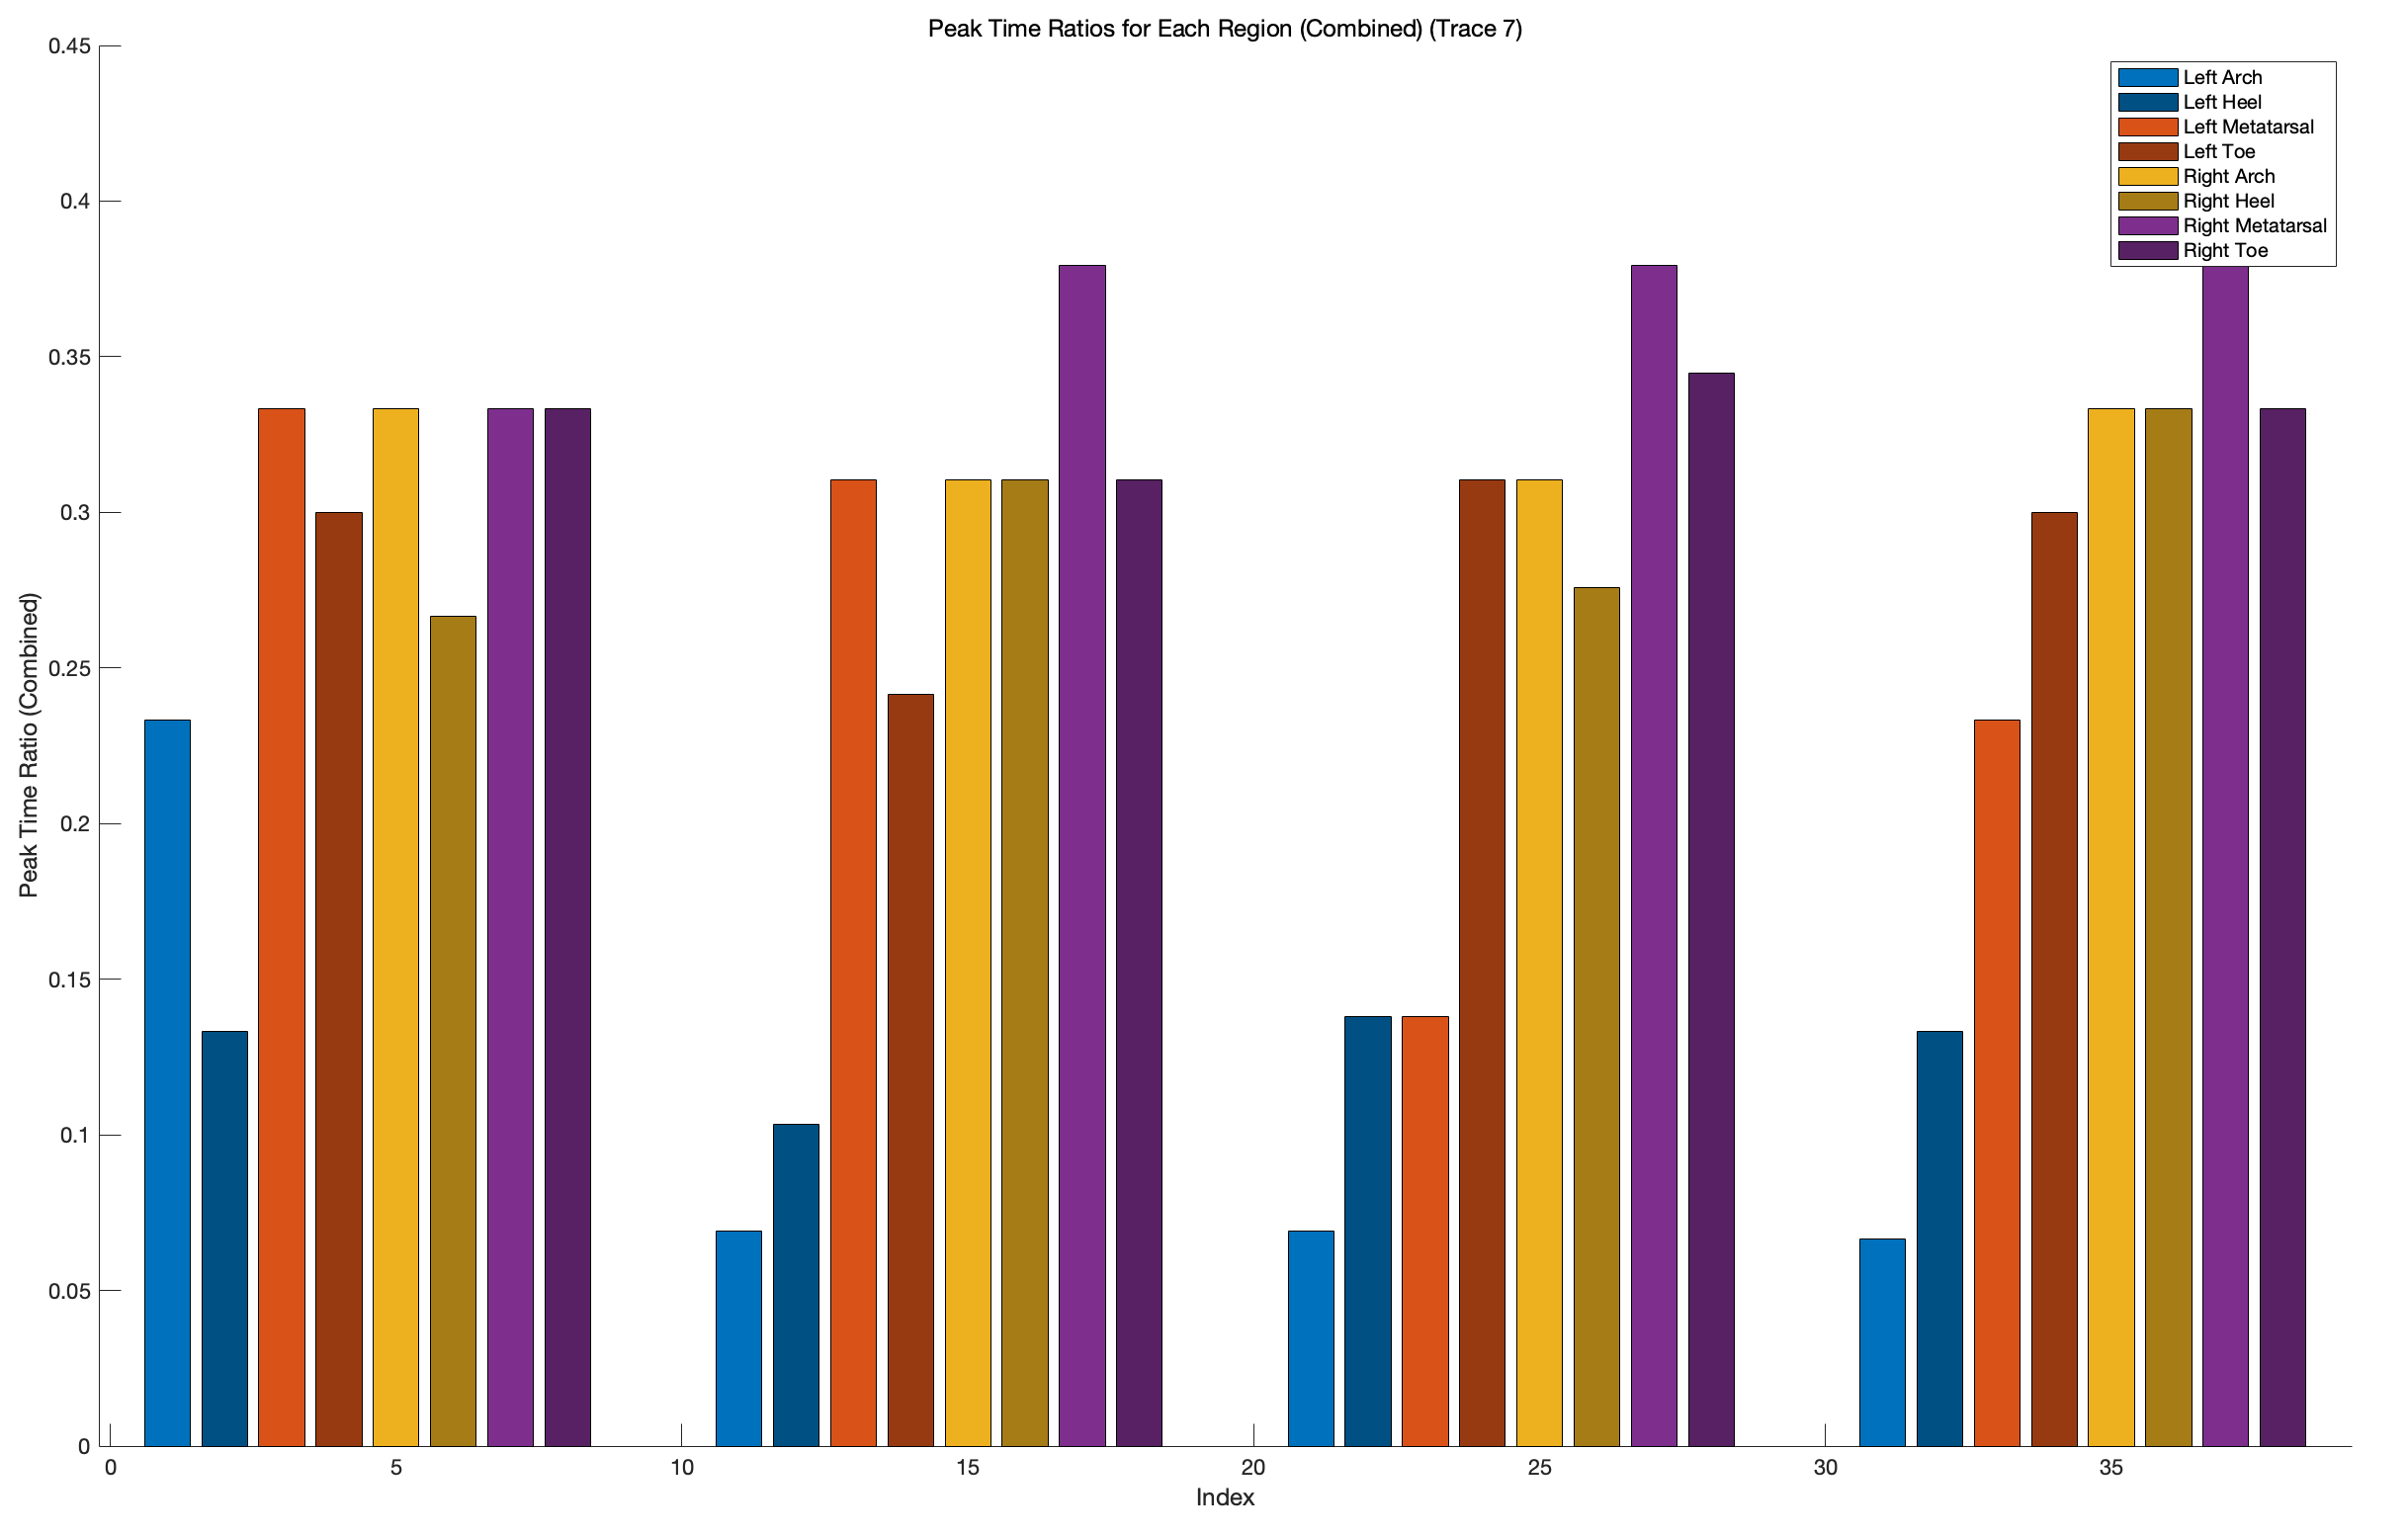 Peak Time Ratios for Each Region (Combined) (Trace 7)
Left Arch
Left Heel
Left Metatarsal
Left Toe
Right Arch
Right Heel
Right Metatarsal
Right Toe
Peak Time Ratio (Combined)
0.45
0.4
0.35
0.3
0.25
0.2
0.15
0.1
0.05
0
0 5 10 15 20 25 30 35
Index